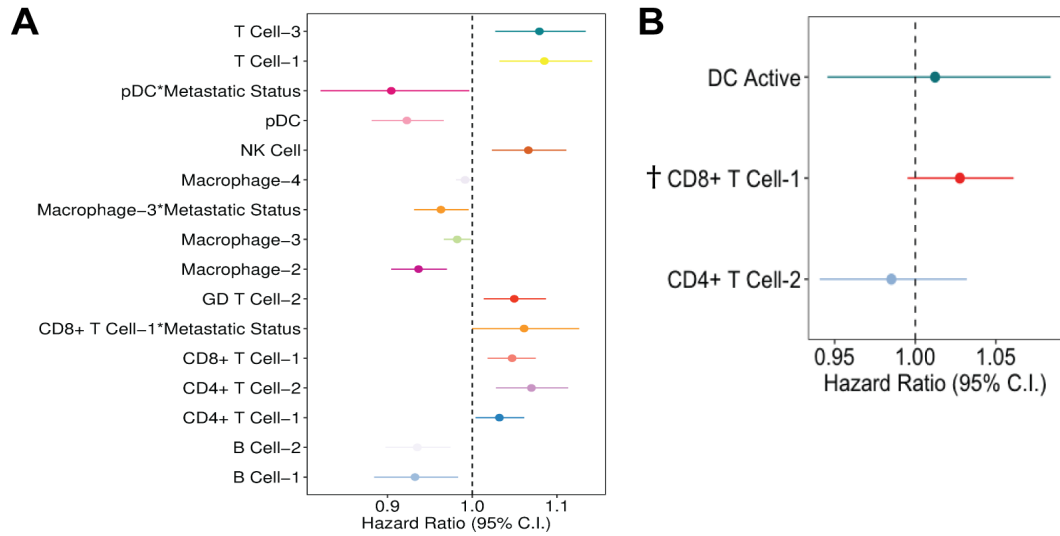 A
T Cell−3
T Cell−1
pDC*Metastatic Status
pDC
NK Cell
Macrophage−4
Macrophage−3*Metastatic Status
Macrophage−3
Macrophage−2
GD T Cell−2
CD8+ T Cell−1*Metastatic Status
CD8+ T Cell−1
CD4+ T Cell−2
CD4+ T Cell−1
B Cell−2
B Cell−1
0.9 1.0 1.1
Hazard Ratio (95% C.I.)
B
DC Active
† CD8+ T Cell-1
CD4+ T Cell-2
0.95 1.00 1.05
Hazard Ratio (95% C.I.)